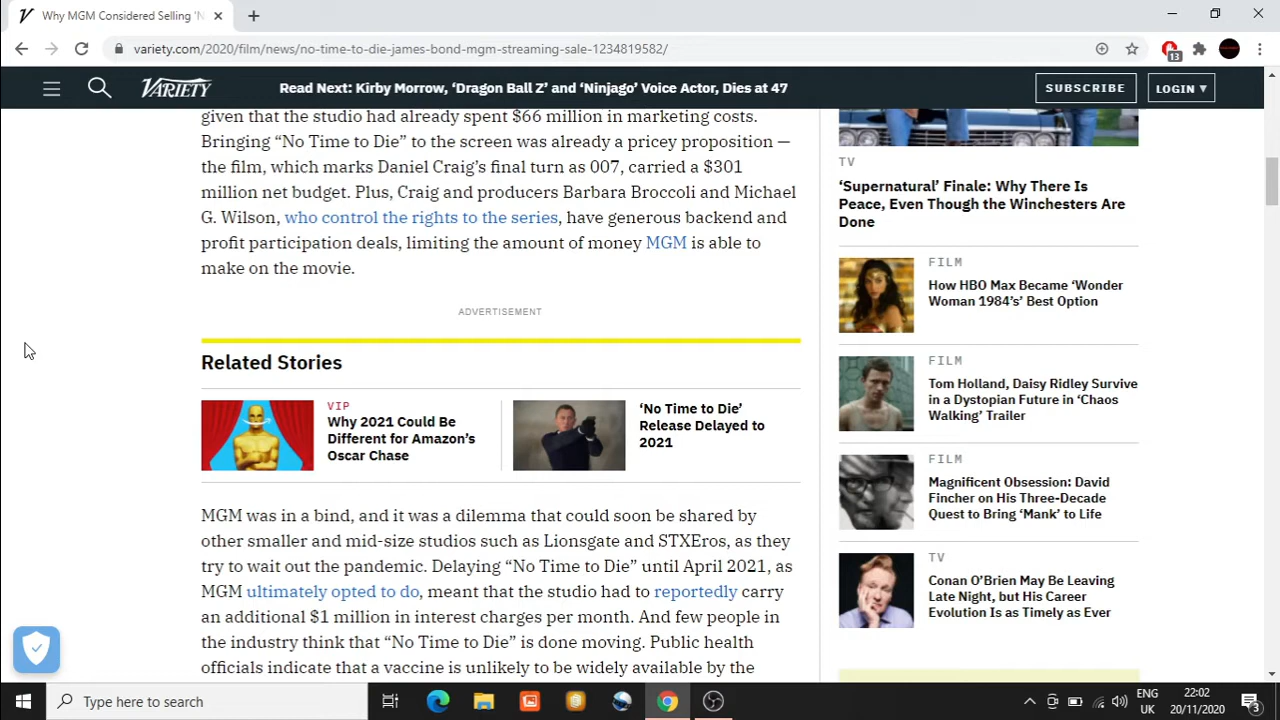 Why MGM Considered Selling 'N
variety.com/2020/film/news/no-time-to-die-james-bond-mgm-streaming-sale-1234819582/
13
VARIETY
Read Next: Kirby Morrow, ‘Dragon Ball Z’ and ‘Ninjago’ Voice Actor, Dies at 47
SUBSCRIBE
LOGIN ▾
given that the studio had already spent $66 million in marketing costs.
Bringing “No Time to Die” to the screen was already a pricey proposition —
the film, which marks Daniel Craig’s final turn as 007, carried a $301
million net budget. Plus, Craig and producers Barbara Broccoli and Michael
G. Wilson, who control the rights to the series, have generous backend and
profit participation deals, limiting the amount of money MGM is able to
make on the movie.
ADVERTISEMENT
Related Stories
VIP
Why 2021 Could Be
Different for Amazon’s
Oscar Chase
‘No Time to Die’
Release Delayed to
2021
MGM was in a bind, and it was a dilemma that could soon be shared by
other smaller and mid-size studios such as Lionsgate and STXEros, as they
try to wait out the pandemic. Delaying “No Time to Die” until April 2021, as
MGM ultimately opted to do, meant that the studio had to reportedly carry
an additional $1 million in interest charges per month. And few people in
the industry think that “No Time to Die” is done moving. Public health
officials indicate that a vaccine is unlikely to be widely available by the
TV
‘Supernatural’ Finale: Why There Is
Peace, Even Though the Winchesters Are
Done
FILM
How HBO Max Became ‘Wonder
Woman 1984’s’ Best Option
FILM
Tom Holland, Daisy Ridley Survive
in a Dystopian Future in ‘Chaos
Walking’ Trailer
FILM
Magnificent Obsession: David
Fincher on His Three-Decade
Quest to Bring ‘Mank’ to Life
TV
Conan O’Brien May Be Leaving
Late Night, but His Career
Evolution Is as Timely as Ever
Type here to search
ENG
UK
22:02
20/11/2020
3